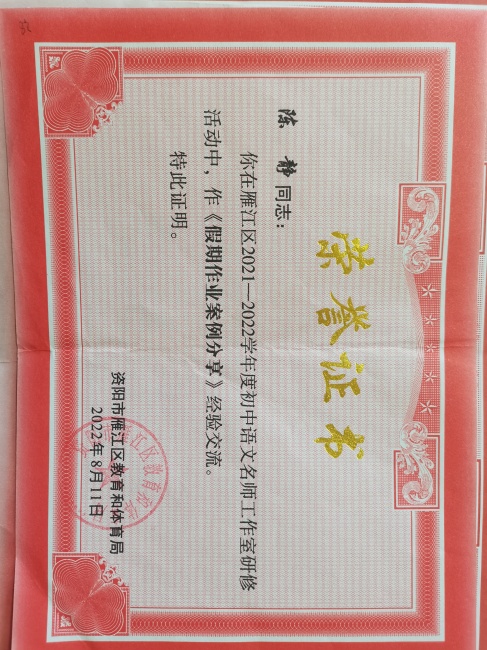 荣誉证书
陈静同志：
你在雁江区2021—2022学年度初中语文名师工作室研修
活动中，作《假期作业案例分享》经验交流。
特此证明。
资阳市雁江区教育和体育局
2022年8月11日